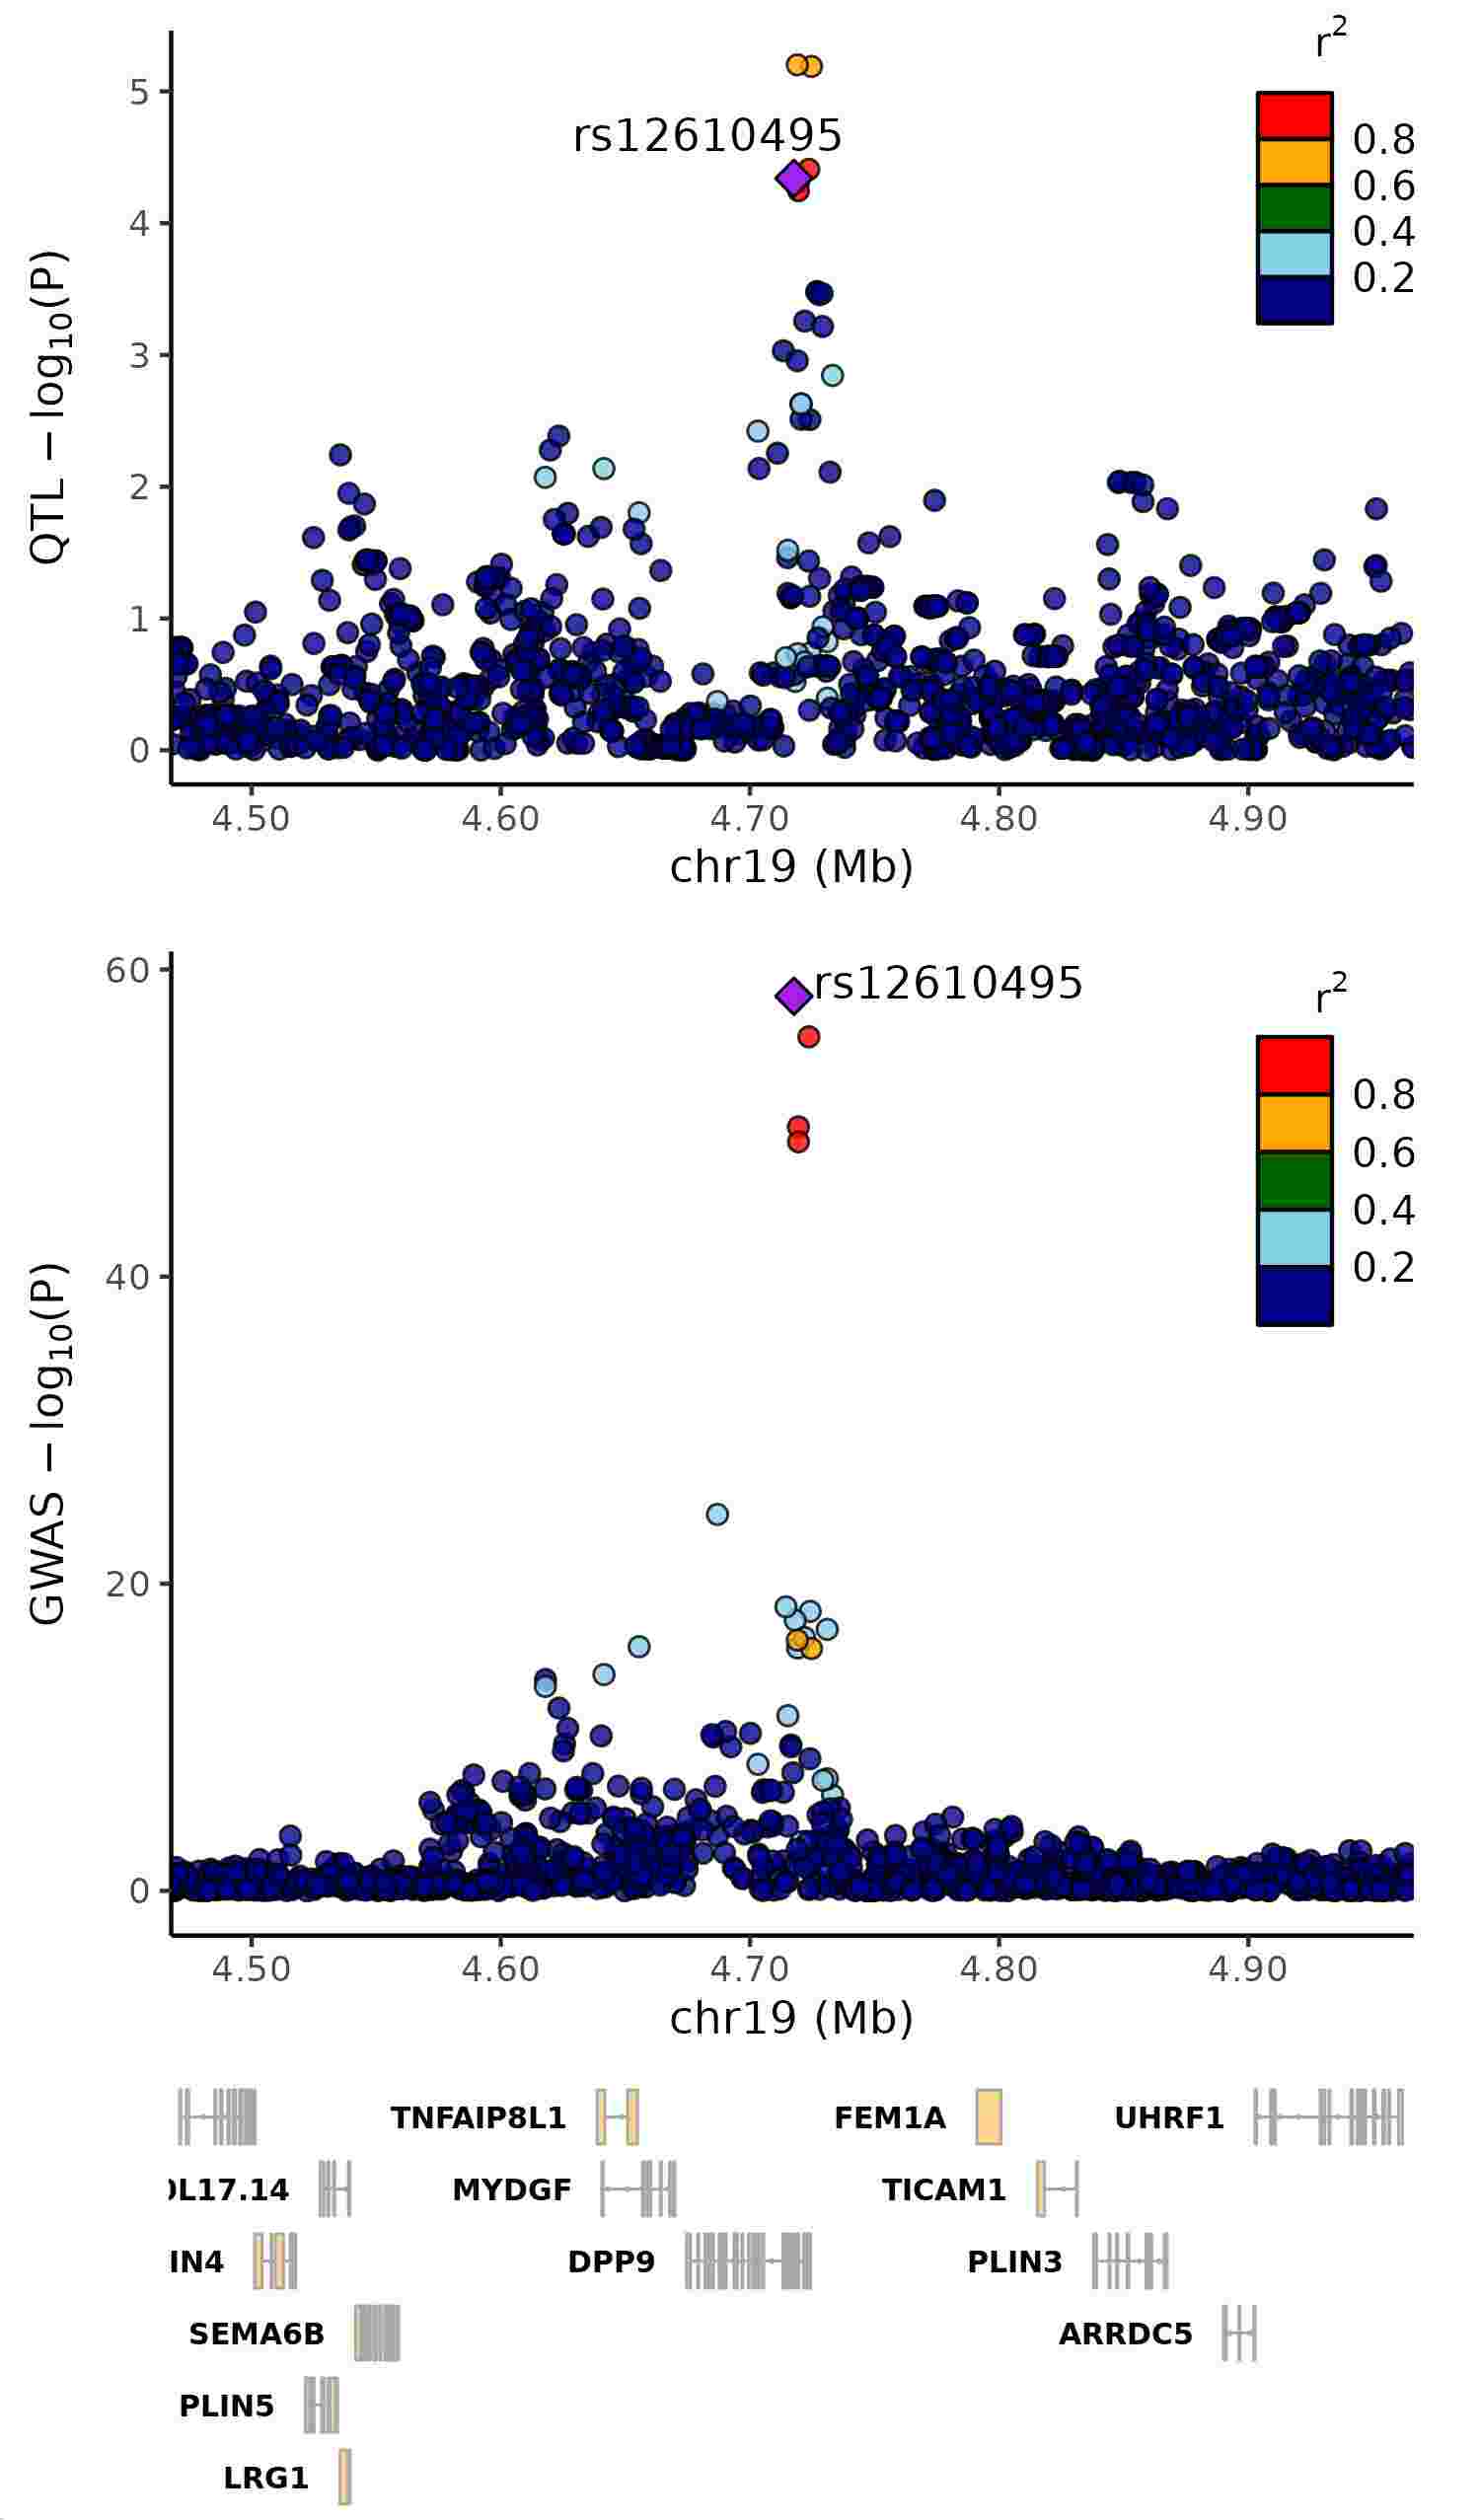 r2
5
0.8
rs12610495
0.6
4
0.4
0.2
QTL − log10(P)
3
2
1
0
4.50 4.60 4.70 4.80 4.90
chr19 (Mb)
60
rs12610495
r2
0.8
0.6
40
0.4
0.2
GWAS − log10(P)
20
0
4.50 4.60 4.70 4.80 4.90
chr19 (Mb)
TNFAIP8L1 FEM1A UHRF1
L17.14 MYDGF TICAM1
IN4 DPP9 PLIN3
SEMA6B ARRDC5
PLIN5
LRG1